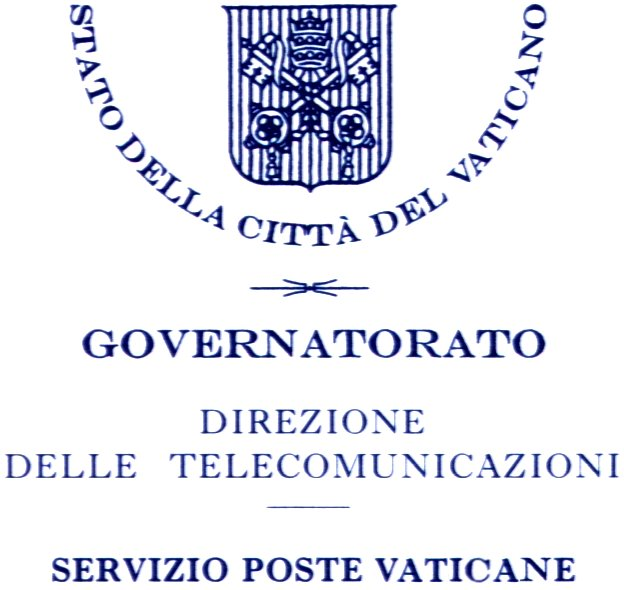 STATO DELLA CITTÀ DEL VATICANO
GOVERNATORATO
DIREZIONE
DELLE TELECOMUNICAZIONI
SERVIZIO POSTE VATICANE